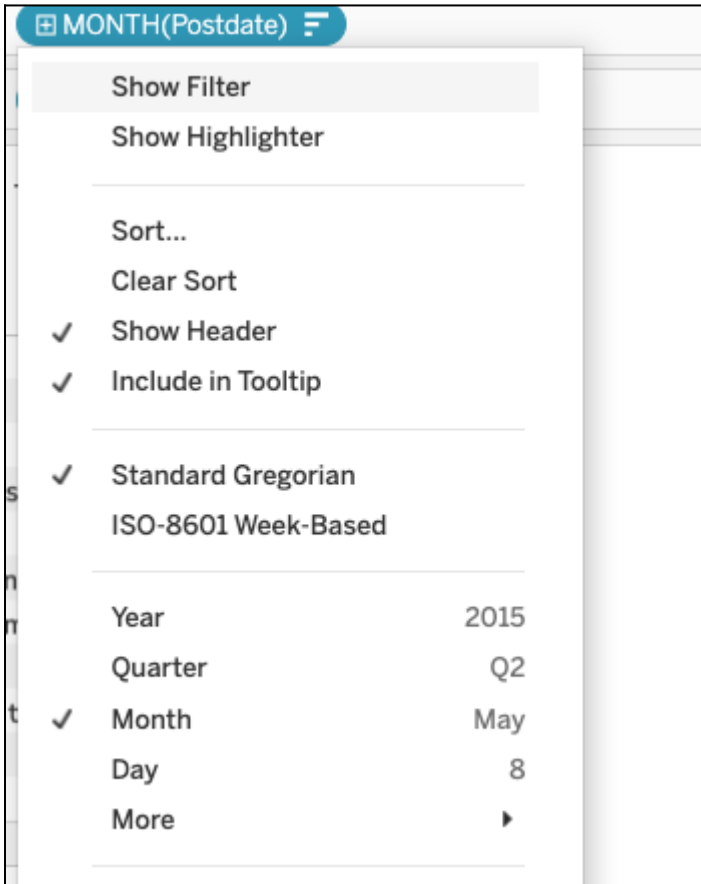 MONTH(Postdate)
Show Filter
Show Highlighter
Sort...
Clear Sort
Show Header
Include in Tooltip
Standard Gregorian
ISO-8601 Week-Based
Year 2015
Quarter Q2
Month May
Day 8
More